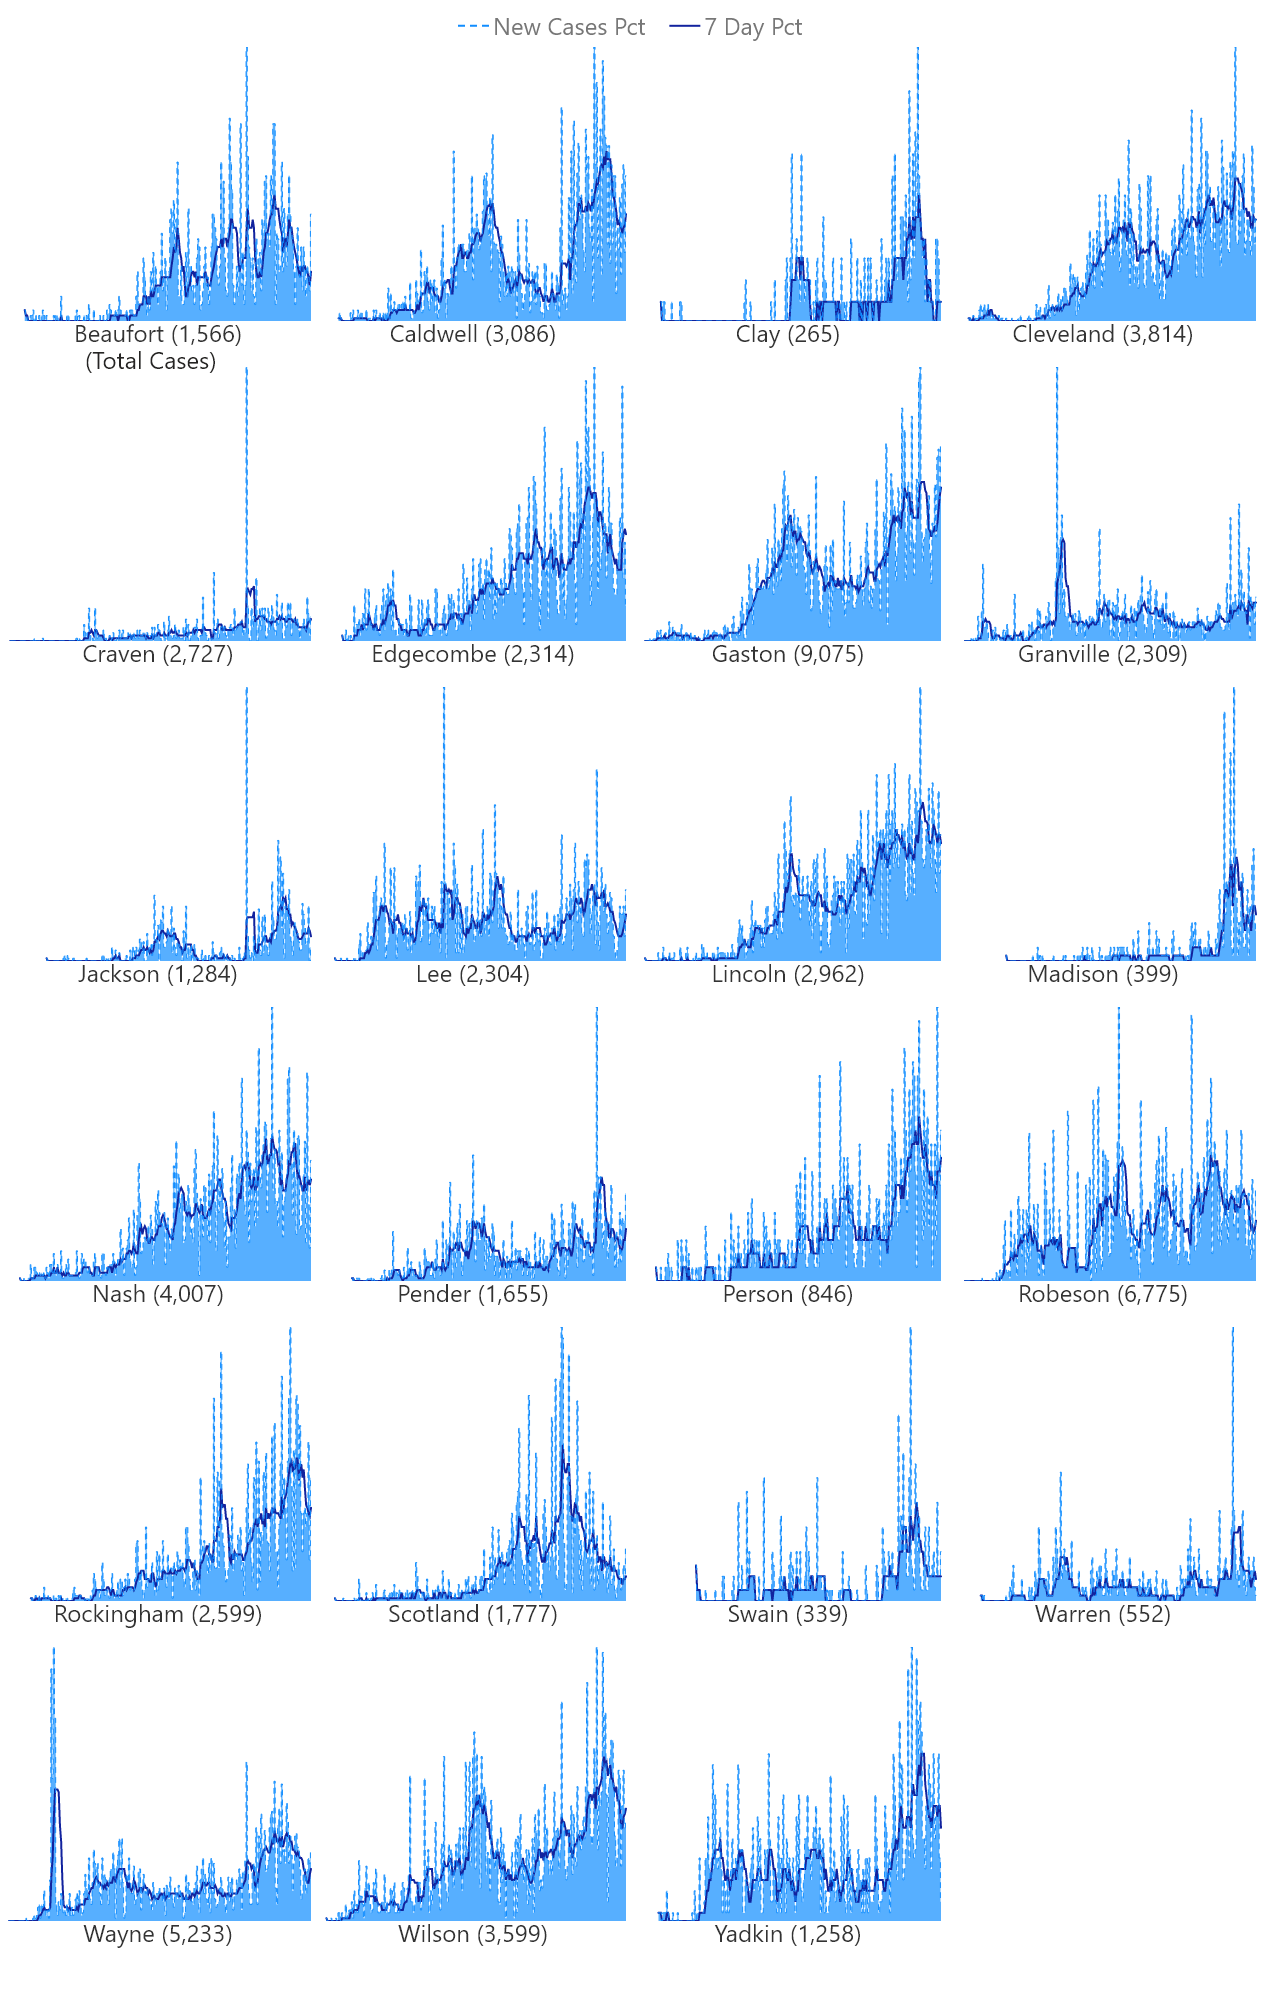 New Cases Pct 7 Day Pct
Beaufort (1,566) Caldwell (3,086) Clay (265) Cleveland (3,814)
(Total Cases)
Craven (2,727) Edgecombe (2,314) Gaston (9,075) Granville (2,309)
Jackson (1,284) Lee (2,304) Lincoln (2,962) Madison (399)
Nash (4,007) Pender (1,655) Person (846) Robeson (6,775)
Rockingham (2,599) Scotland (1,777) Swain (339) Warren (552)
Wayne (5,233) Wilson (3,599) Yadkin (1,258)